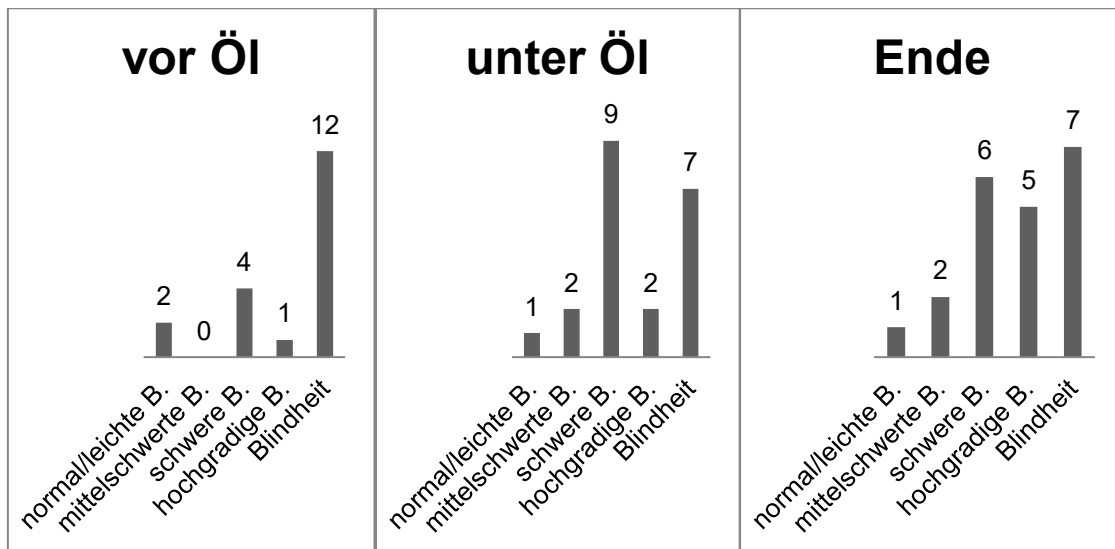 vor Öl
2
0
4
1
12
normal/leichte B.
mittelschwerte B.
schwere B.
hochgradige B.
Blindheit
unter Öl
1
2
9
2
7
normal/leichte B.
mittelschwerte B.
schwere B.
hochgradige B.
Blindheit
Ende
1
2
6
5
7
normal/leichte B.
mittelschwerte B.
schwere B.
hochgradige B.
Blindheit